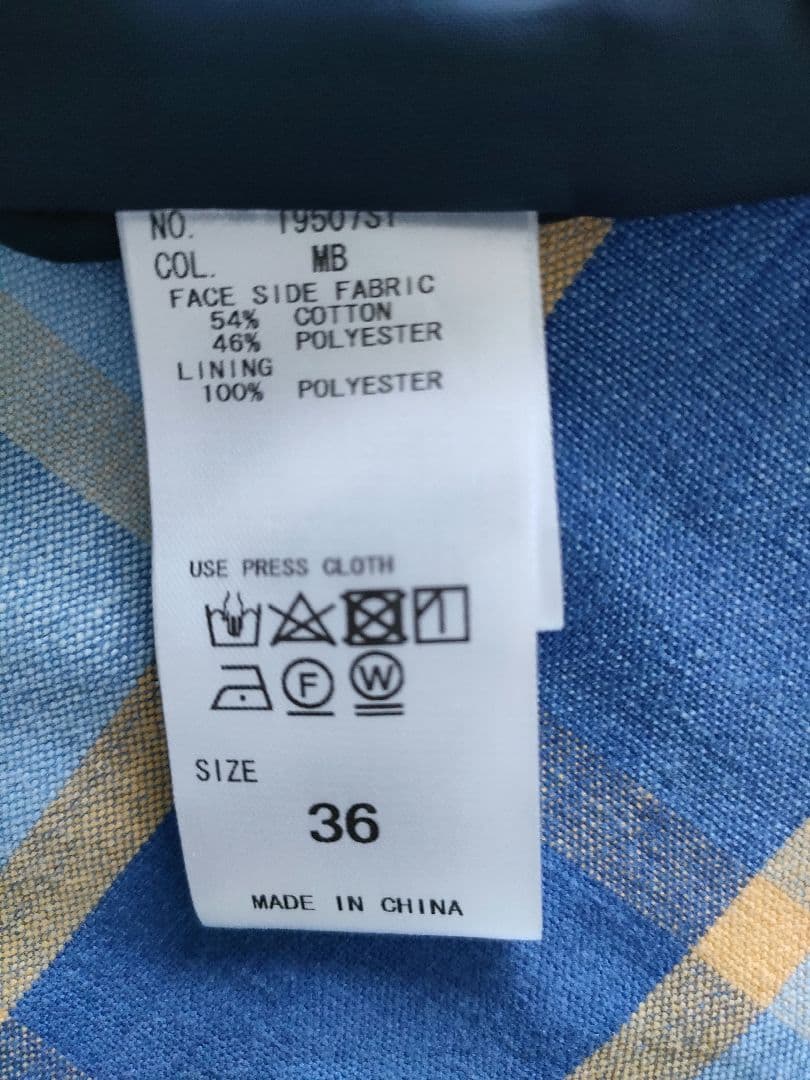 NO.
COL. MB
FACE SIDE FABRIC
54% COTTON
46% POLYESTER
LINING
100% POLYESTER
USE PRESS CLOTH
F W
SIZE
36
MADE IN CHINA